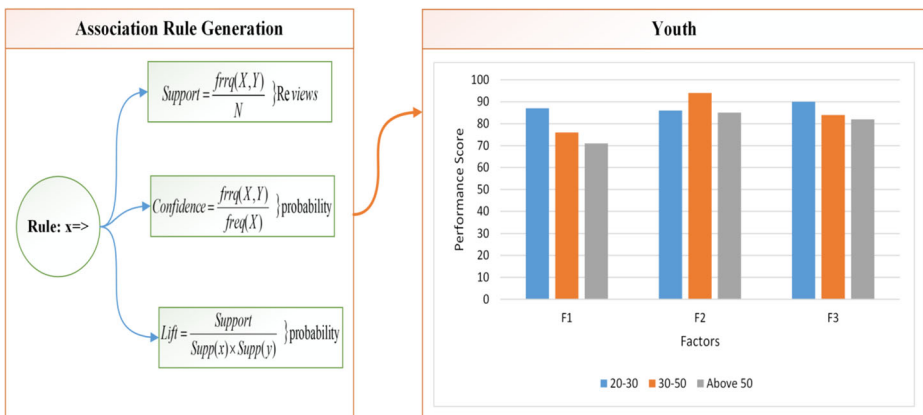 Association Rule Generation
Support = frrq(X,Y) / N }Reviews
Rule: x=>
Confidence = frrq(X,Y) / freq(X) }probability
Lift = Support / Supp(x) × Supp(y) }probability
Youth
Performance Score
100
90
80
70
60
50
40
30
20
10
0
F1 F2 F3
Factors
20-30 30-50 Above 50